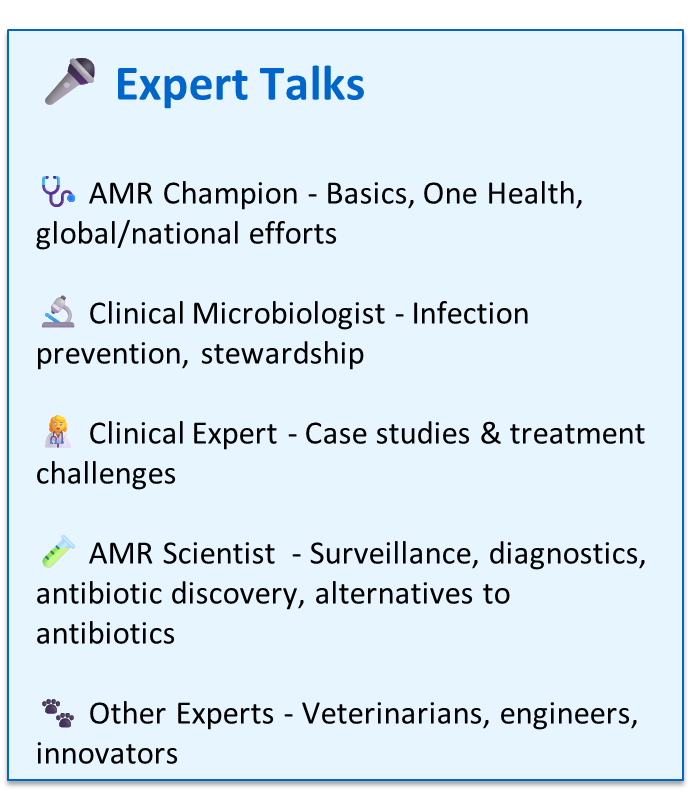 Expert Talks
AMR Champion - Basics, One Health,
global/national efforts
Clinical Microbiologist - Infection
prevention, stewardship
Clinical Expert - Case studies & treatment
challenges
AMR Scientist  - Surveillance, diagnostics,
antibiotic discovery, alternatives to
antibiotics
Other Experts - Veterinarians, engineers,
innovators